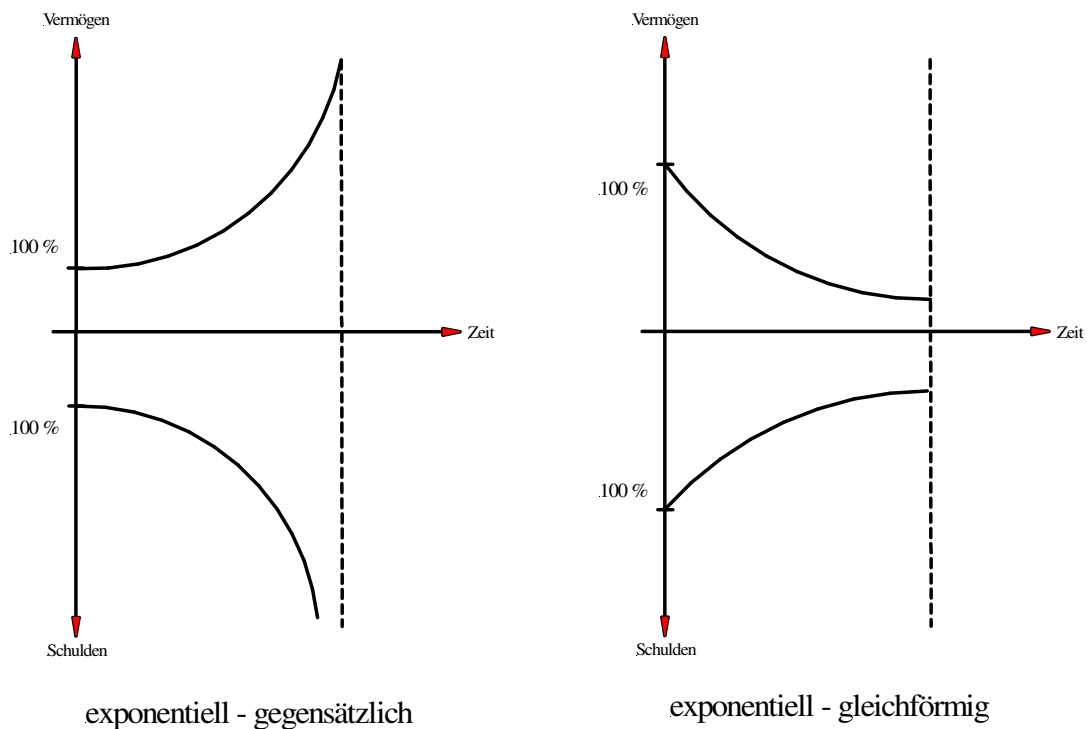 Vermögen
100 %
Zeit
100 %
Schulden
exponentiell - gegensätzlich
Vermögen
100 %
Zeit
100 %
Schulden
exponentiell - gleichförmig